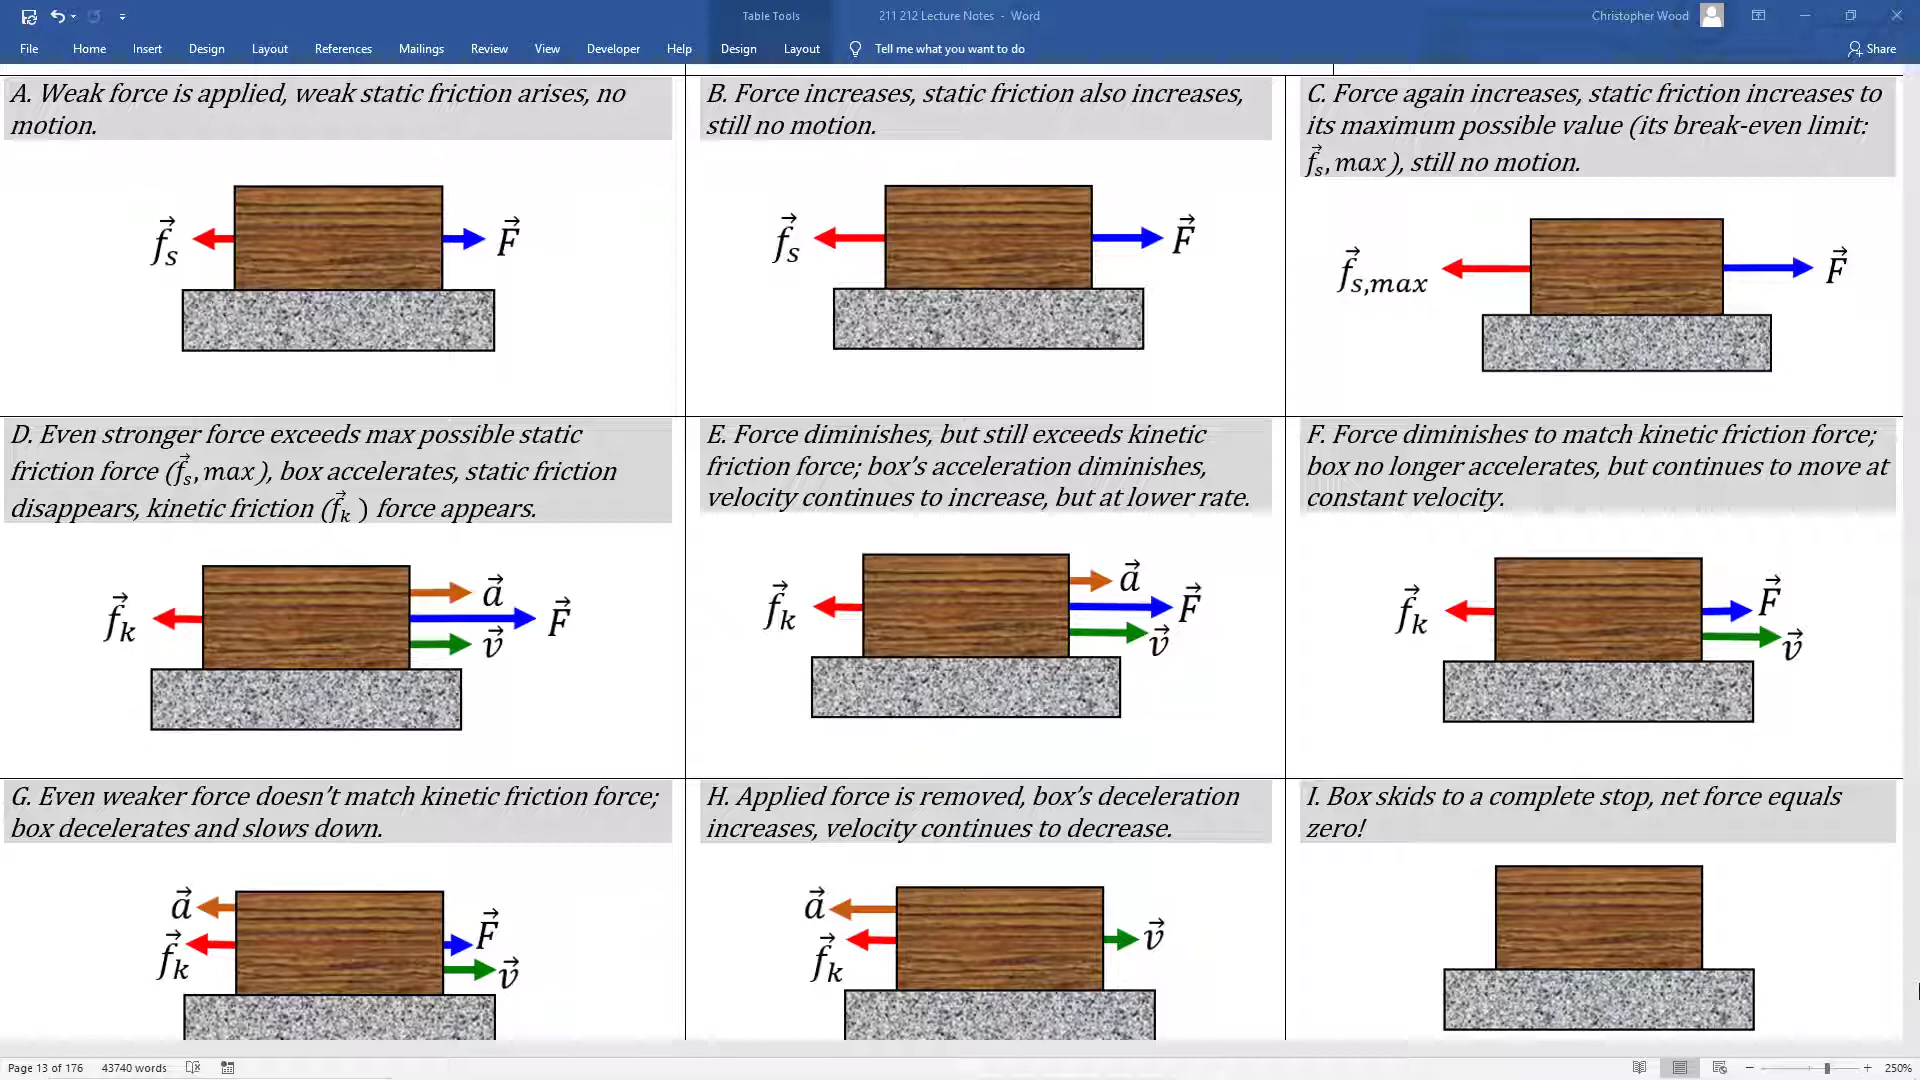 Table Tools
211 212 Lecture Notes - Word
Christopher Wood
File Home Insert Design Layout References Mailings Review View Developer Help Design Layout Tell me what you want to do Share
A. Weak force is applied, weak static friction arises, no
motion.
f⃗s F⃗
B. Force increases, static friction also increases,
still no motion.
f⃗s F⃗
C. Force again increases, static friction increases to
its maximum possible value (its break-even limit:
f⃗s, max ), still no motion.
f⃗s,max F⃗
D. Even stronger force exceeds max possible static
friction force (f⃗s, max ), box accelerates, static friction
disappears, kinetic friction (f⃗k ) force appears.
a⃗
f⃗k F⃗
v⃗
E. Force diminishes, but still exceeds kinetic
friction force; box's acceleration diminishes,
velocity continues to increase, but at lower rate.
a⃗
f⃗k F⃗
v⃗
F. Force diminishes to match kinetic friction force;
box no longer accelerates, but continues to move at
constant velocity.
f⃗k F⃗
v⃗
G. Even weaker force doesn't match kinetic friction force;
box decelerates and slows down.
a⃗
f⃗k F⃗
v⃗
H. Applied force is removed, box's deceleration
increases, velocity continues to decrease.
a⃗
f⃗k v⃗
I. Box skids to a complete stop, net force equals
zero!
Page 13 of 176 43740 words 250%